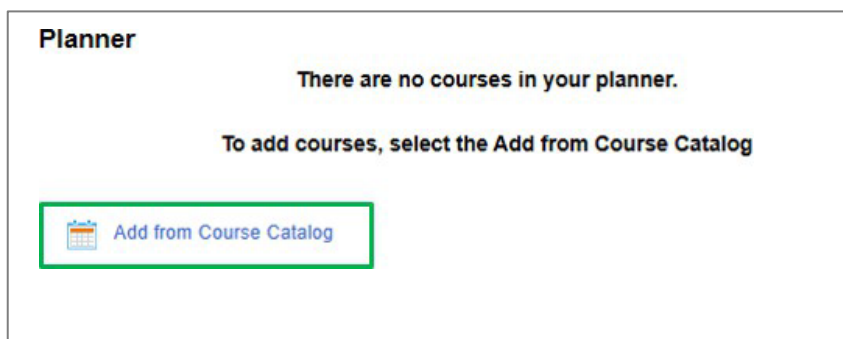 Planner
There are no courses in your planner.
To add courses, select the Add from Course Catalog
Add from Course Catalog